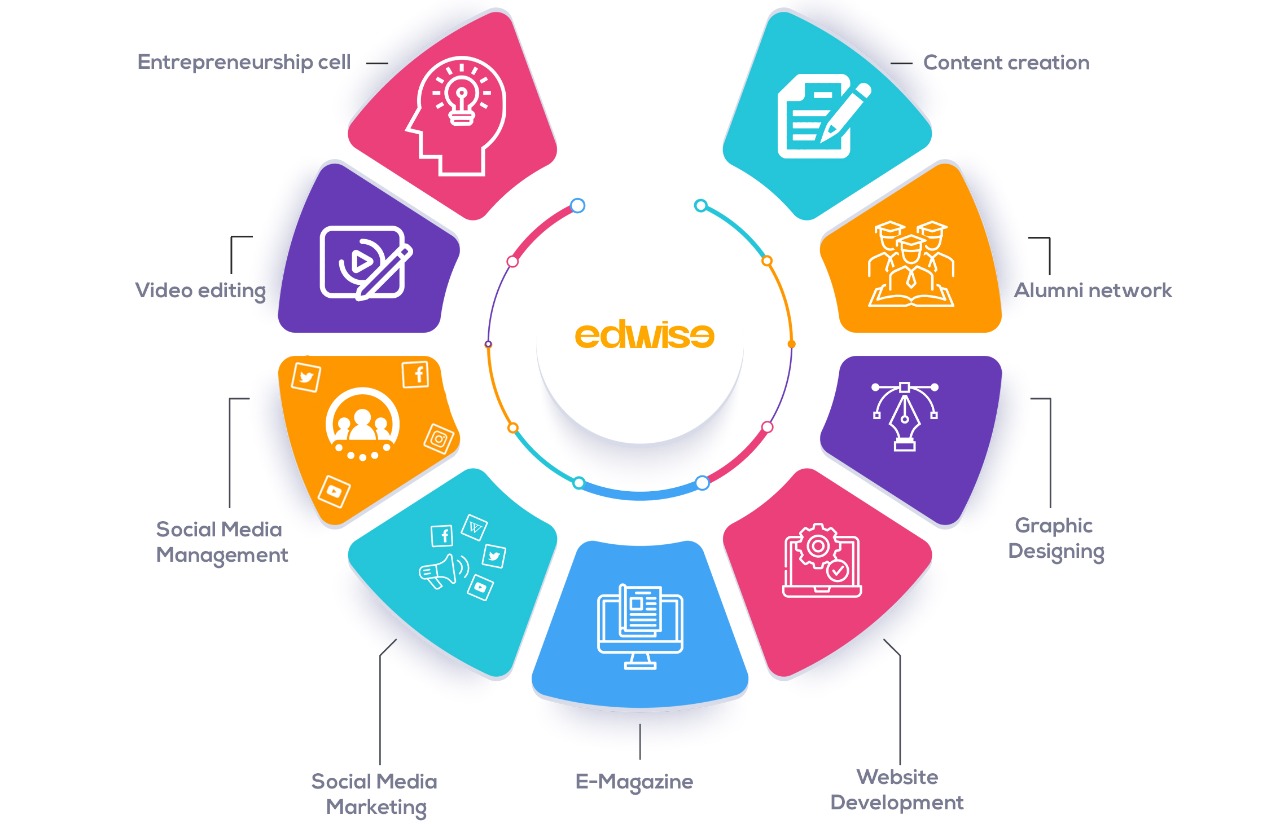 Entrepreneurship cell
Content creation
Video editing
Alumni network
edwise
Social Media
Management
Graphic
Designing
Social Media
Marketing
E-Magazine
Website
Development